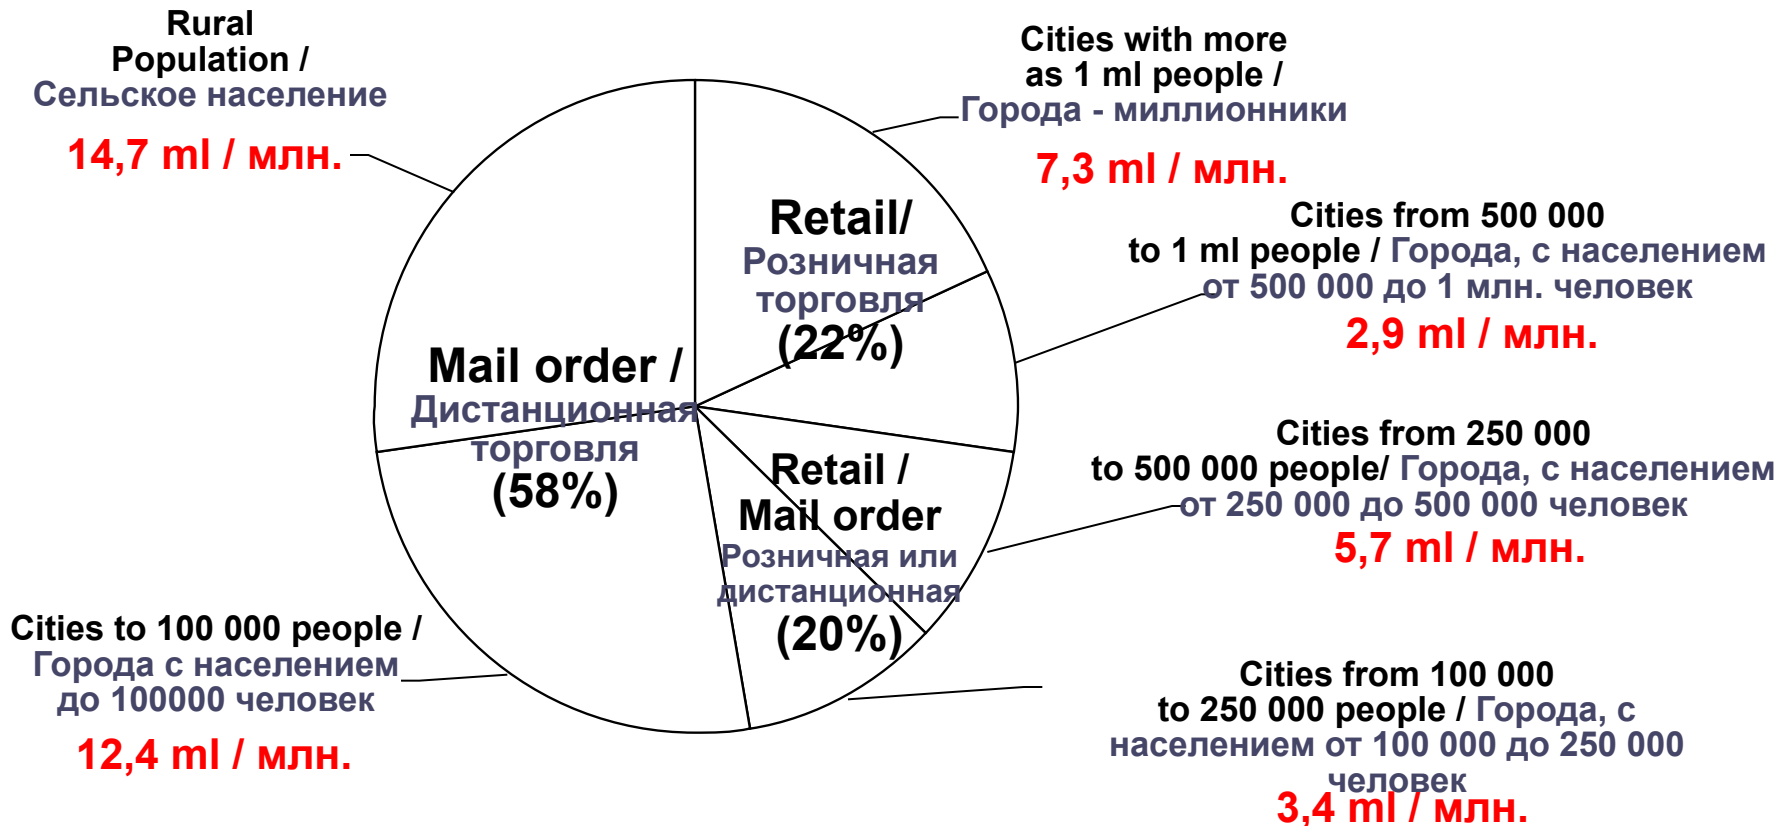 Rural
Population /
Сельское население
14,7 ml / млн.
Cities with more
as 1 ml people /
Города - миллионники
7,3 ml / млн.
Retail/
Розничная
торговля
(22%)
Cities from 500 000
to 1 ml people / Города, с населением
от 500 000 до 1 млн. человек
2,9 ml / млн.
Mail order /
Дистанционная
торговля
(58%)
Cities from 250 000
to 500 000 people/ Города, с населением
от 250 000 до 500 000 человек
5,7 ml / млн.
Retail /
Mail order
Розничная или
дистанционная
(20%)
Cities to 100 000 people /
Города с населением
до 100000 человек
12,4 ml / млн.
Cities from 100 000
to 250 000 people / Города, с
населением от 100 000 до 250 000
человек
3,4 ml / млн.